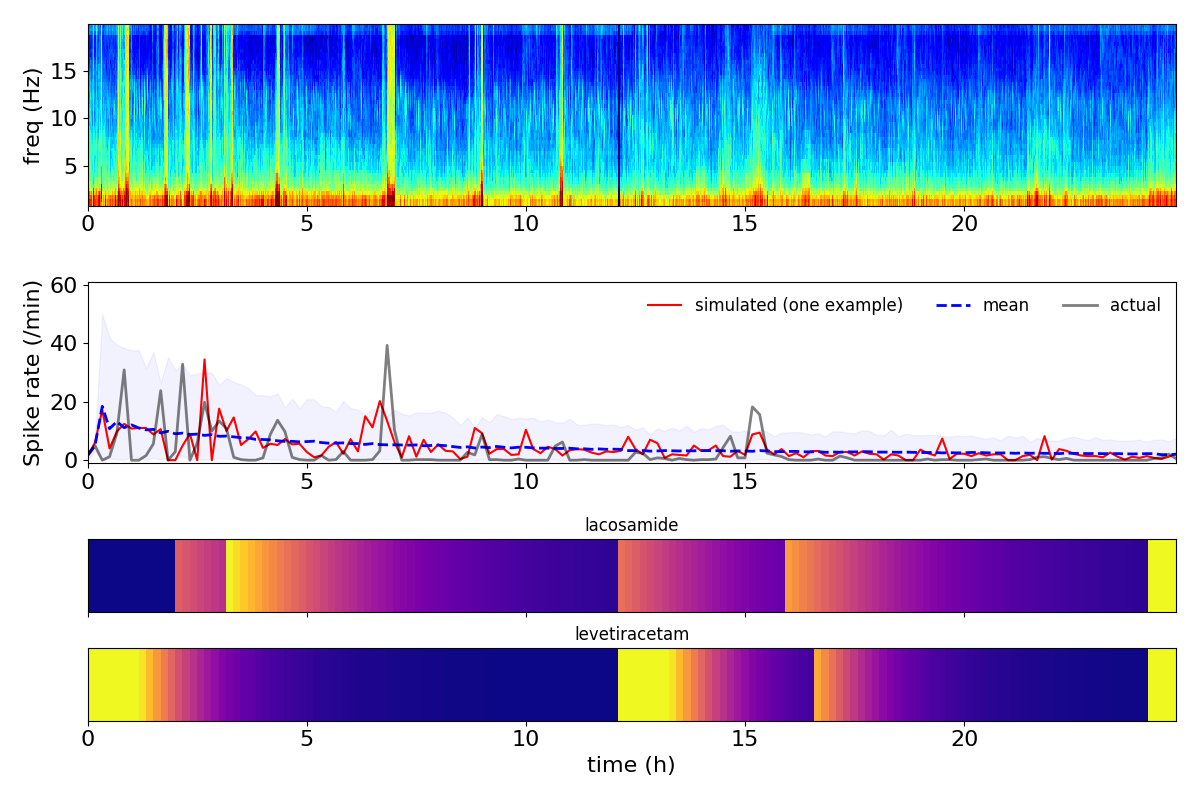 freq (Hz)
15
10
5
0 5 10 15 20
Spike rate (/min)
60
40
20
0
simulated (one example) mean actual
0 5 10 15 20
lacosamide
levetiracetam
0 5 10 15 20
time (h)